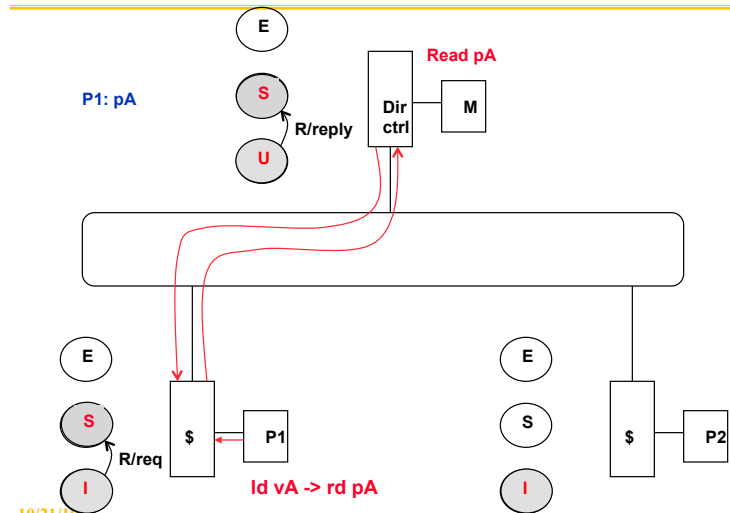 E
Read pA
P1: pA
S
Dir
ctrl
M
R/reply
U
E
E
S
$
P1
S
$
P2
R/req
I
ld vA -> rd pA
I